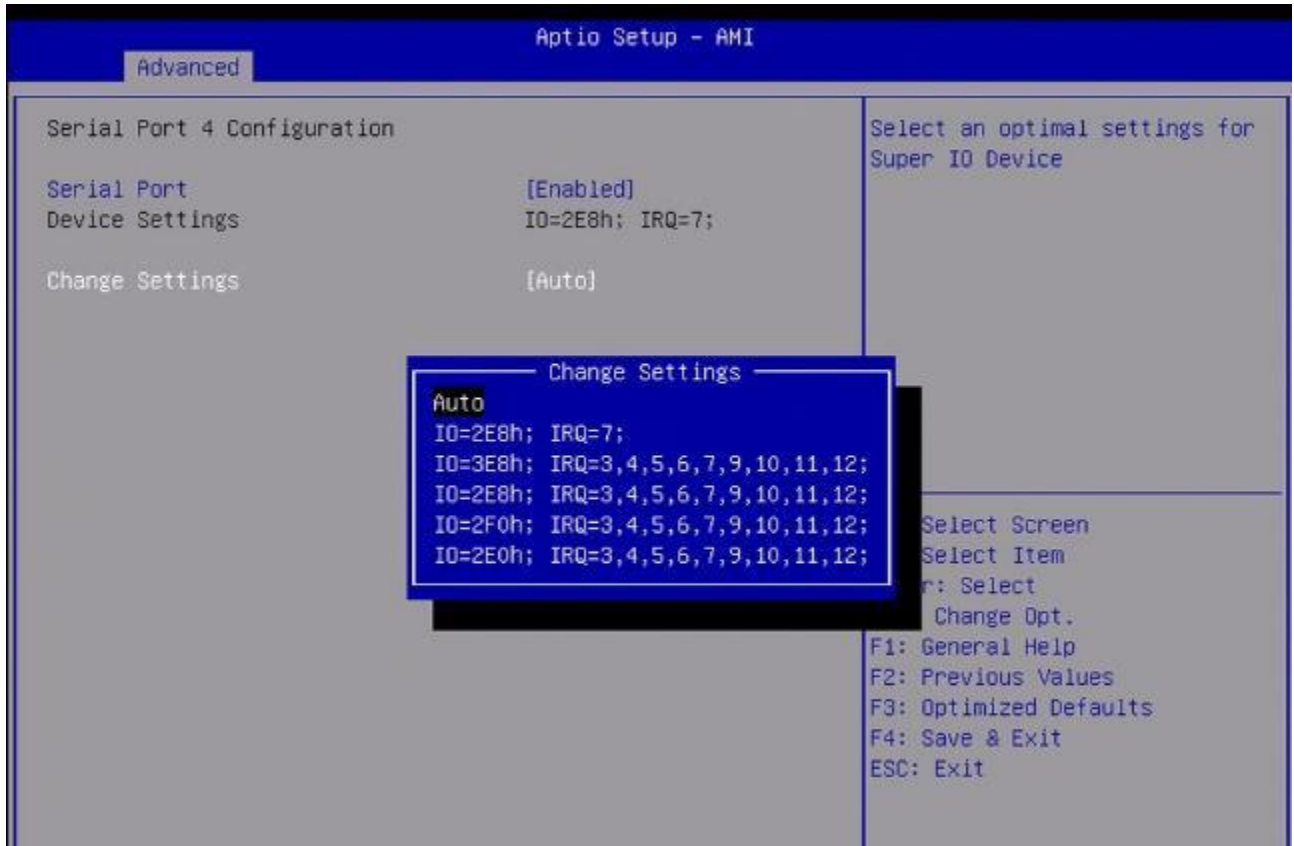 Aptio Setup - AMI
Advanced
Serial Port 4 Configuration
Serial Port [Enabled]
Device Settings IO=2E8h; IRQ=7;
Change Settings [Auto]
Select an optimal settings for
Super IO Device
Change Settings
Auto
IO=2E8h; IRQ=7;
IO=3E8h; IRQ=3,4,5,6,7,9,10,11,12;
IO=2E8h; IRQ=3,4,5,6,7,9,10,11,12;
IO=2F0h; IRQ=3,4,5,6,7,9,10,11,12;
IO=2E0h; IRQ=3,4,5,6,7,9,10,11,12;
Select Screen
Select Item
r: Select
Change Opt.
F1: General Help
F2: Previous Values
F3: Optimized Defaults
F4: Save & Exit
ESC: Exit